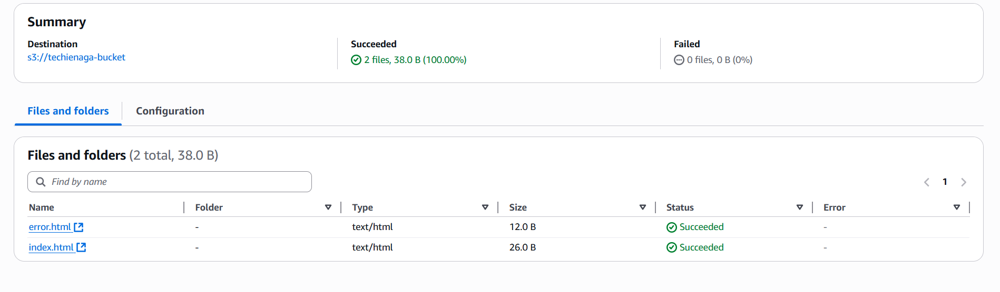 Summary
Destination
s3://techienaga-bucket
Succeeded
2 files, 38.0 B (100.00%)
Failed
0 files, 0 B (0%)
Files and folders
Configuration
Files and folders (2 total, 38.0 B)
Find by name
1
Name Folder Type Size Status Error
error.html - text/html 12.0 B Succeeded -
index.html - text/html 26.0 B Succeeded -